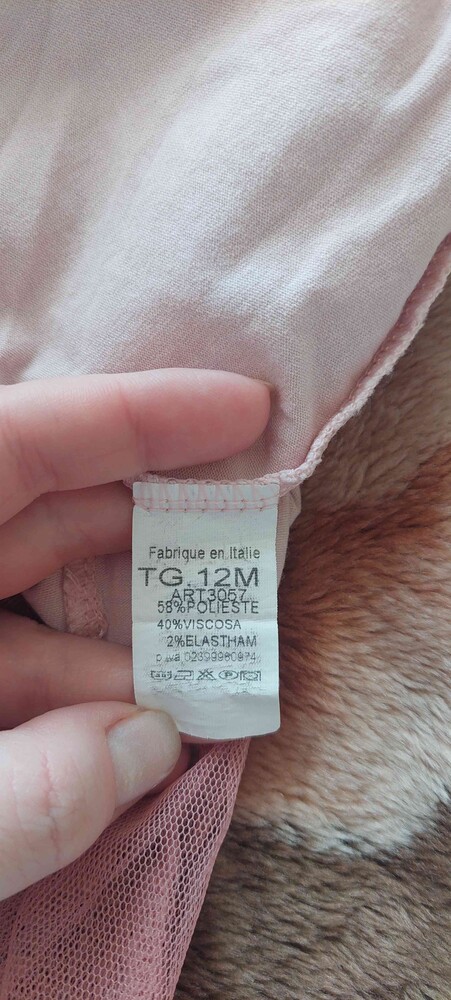 Fabrique en Italie
TG.12M
ART3057
58%POLIESTE
40%VISCOSA
2%ELASTHAM